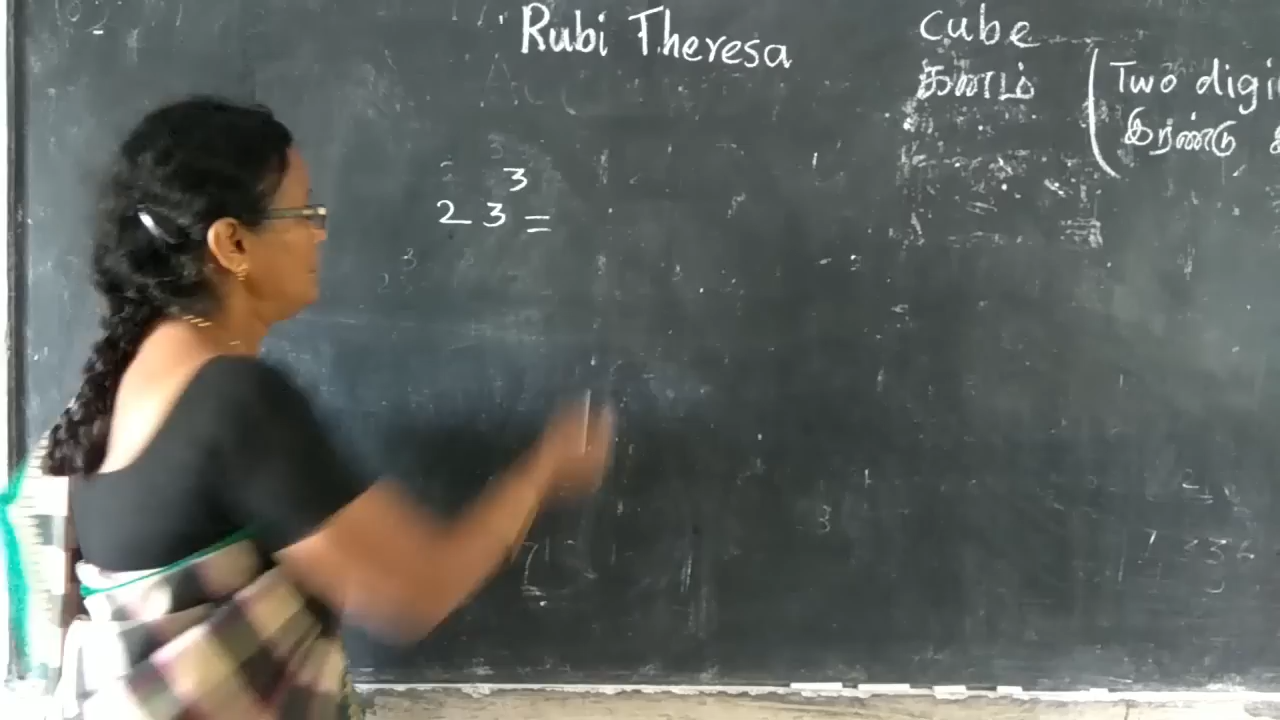 Rubi Theresa
cube
கனம்
(Two digi
இரண்டு
23³ =